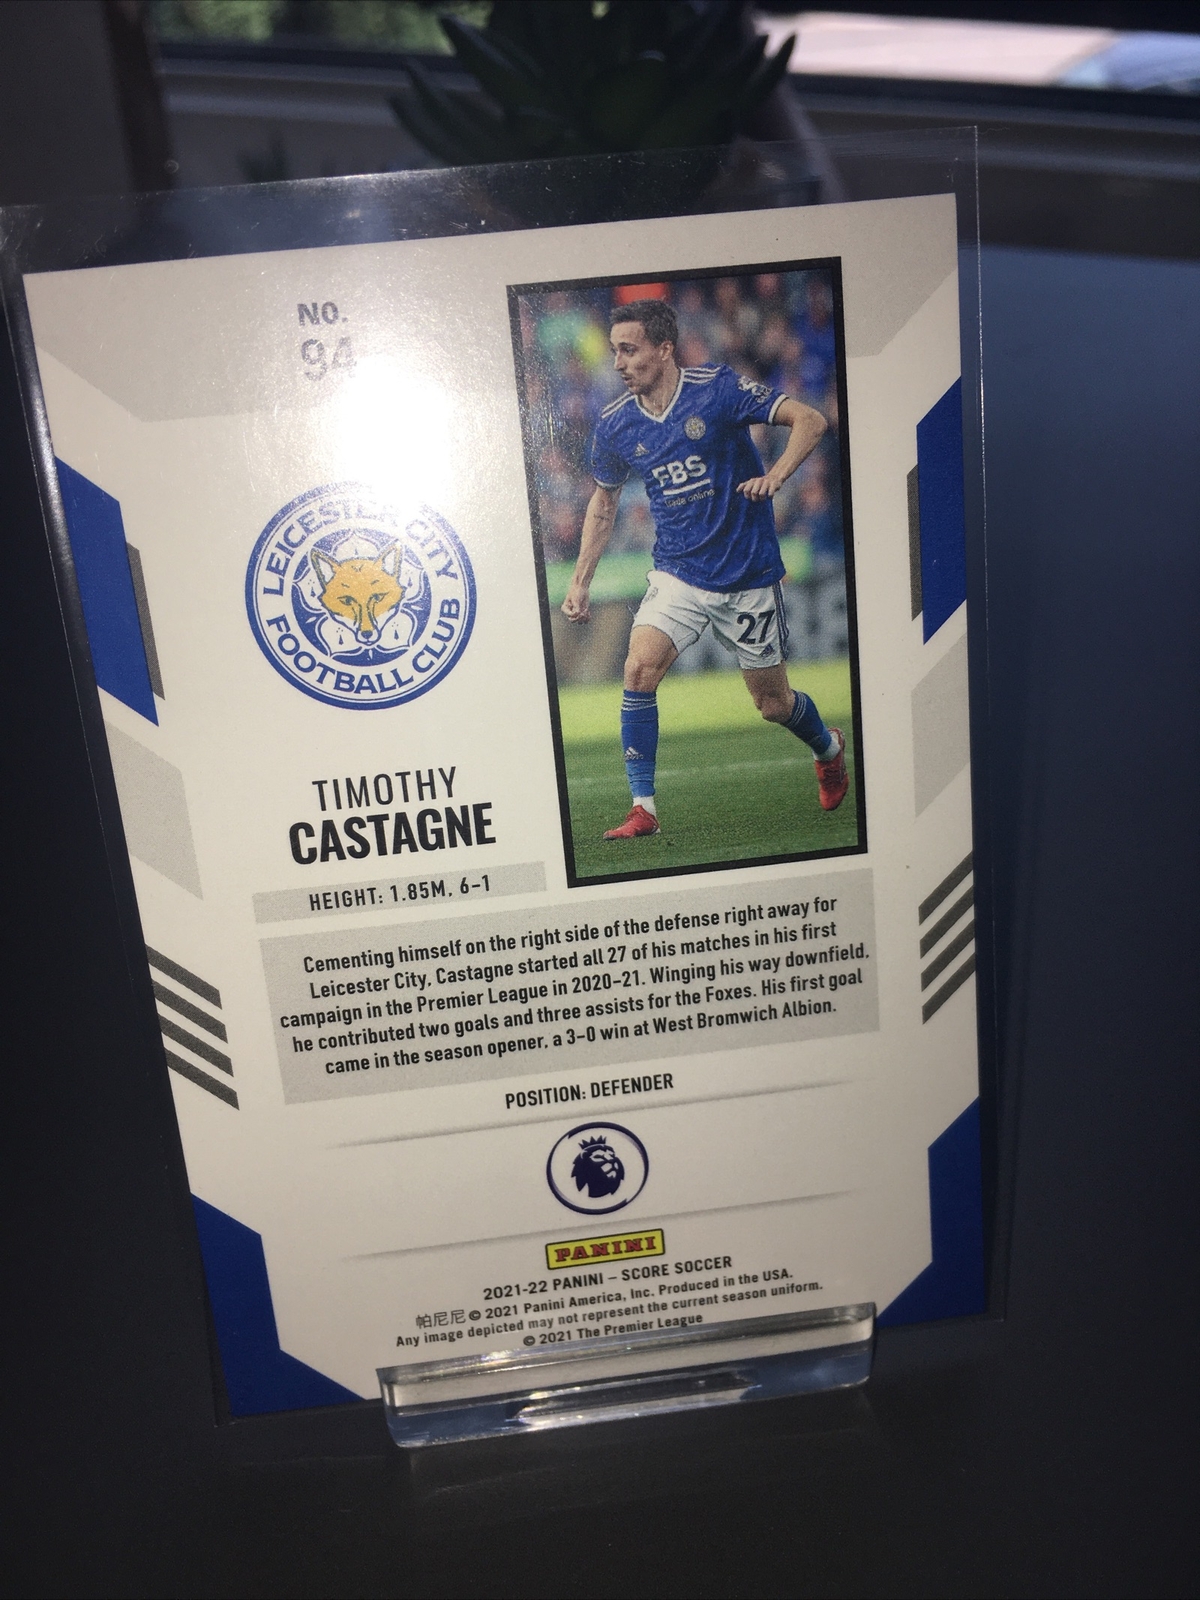 NO.
94
LEICESTER CITY
FOOTBALL CLUB
FBS
trade online
27
TIMOTHY
CASTAGNE
HEIGHT: 1.85M, 6-1
Cementing himself on the right side of the defense right away for
Leicester City, Castagne started all 27 of his matches in his first
campaign in the Premier League in 2020-21. Winging his way downfield,
he contributed two goals and three assists for the Foxes. His first goal
came in the season opener, a 3-0 win at West Bromwich Albion.
POSITION: DEFENDER
PANINI
2021-22 PANINI – SCORE SOCCER
帕尼尼 © 2021 Panini America, Inc. Produced in the USA.
Any image depicted may not represent the current season uniform.
© 2021 The Premier League